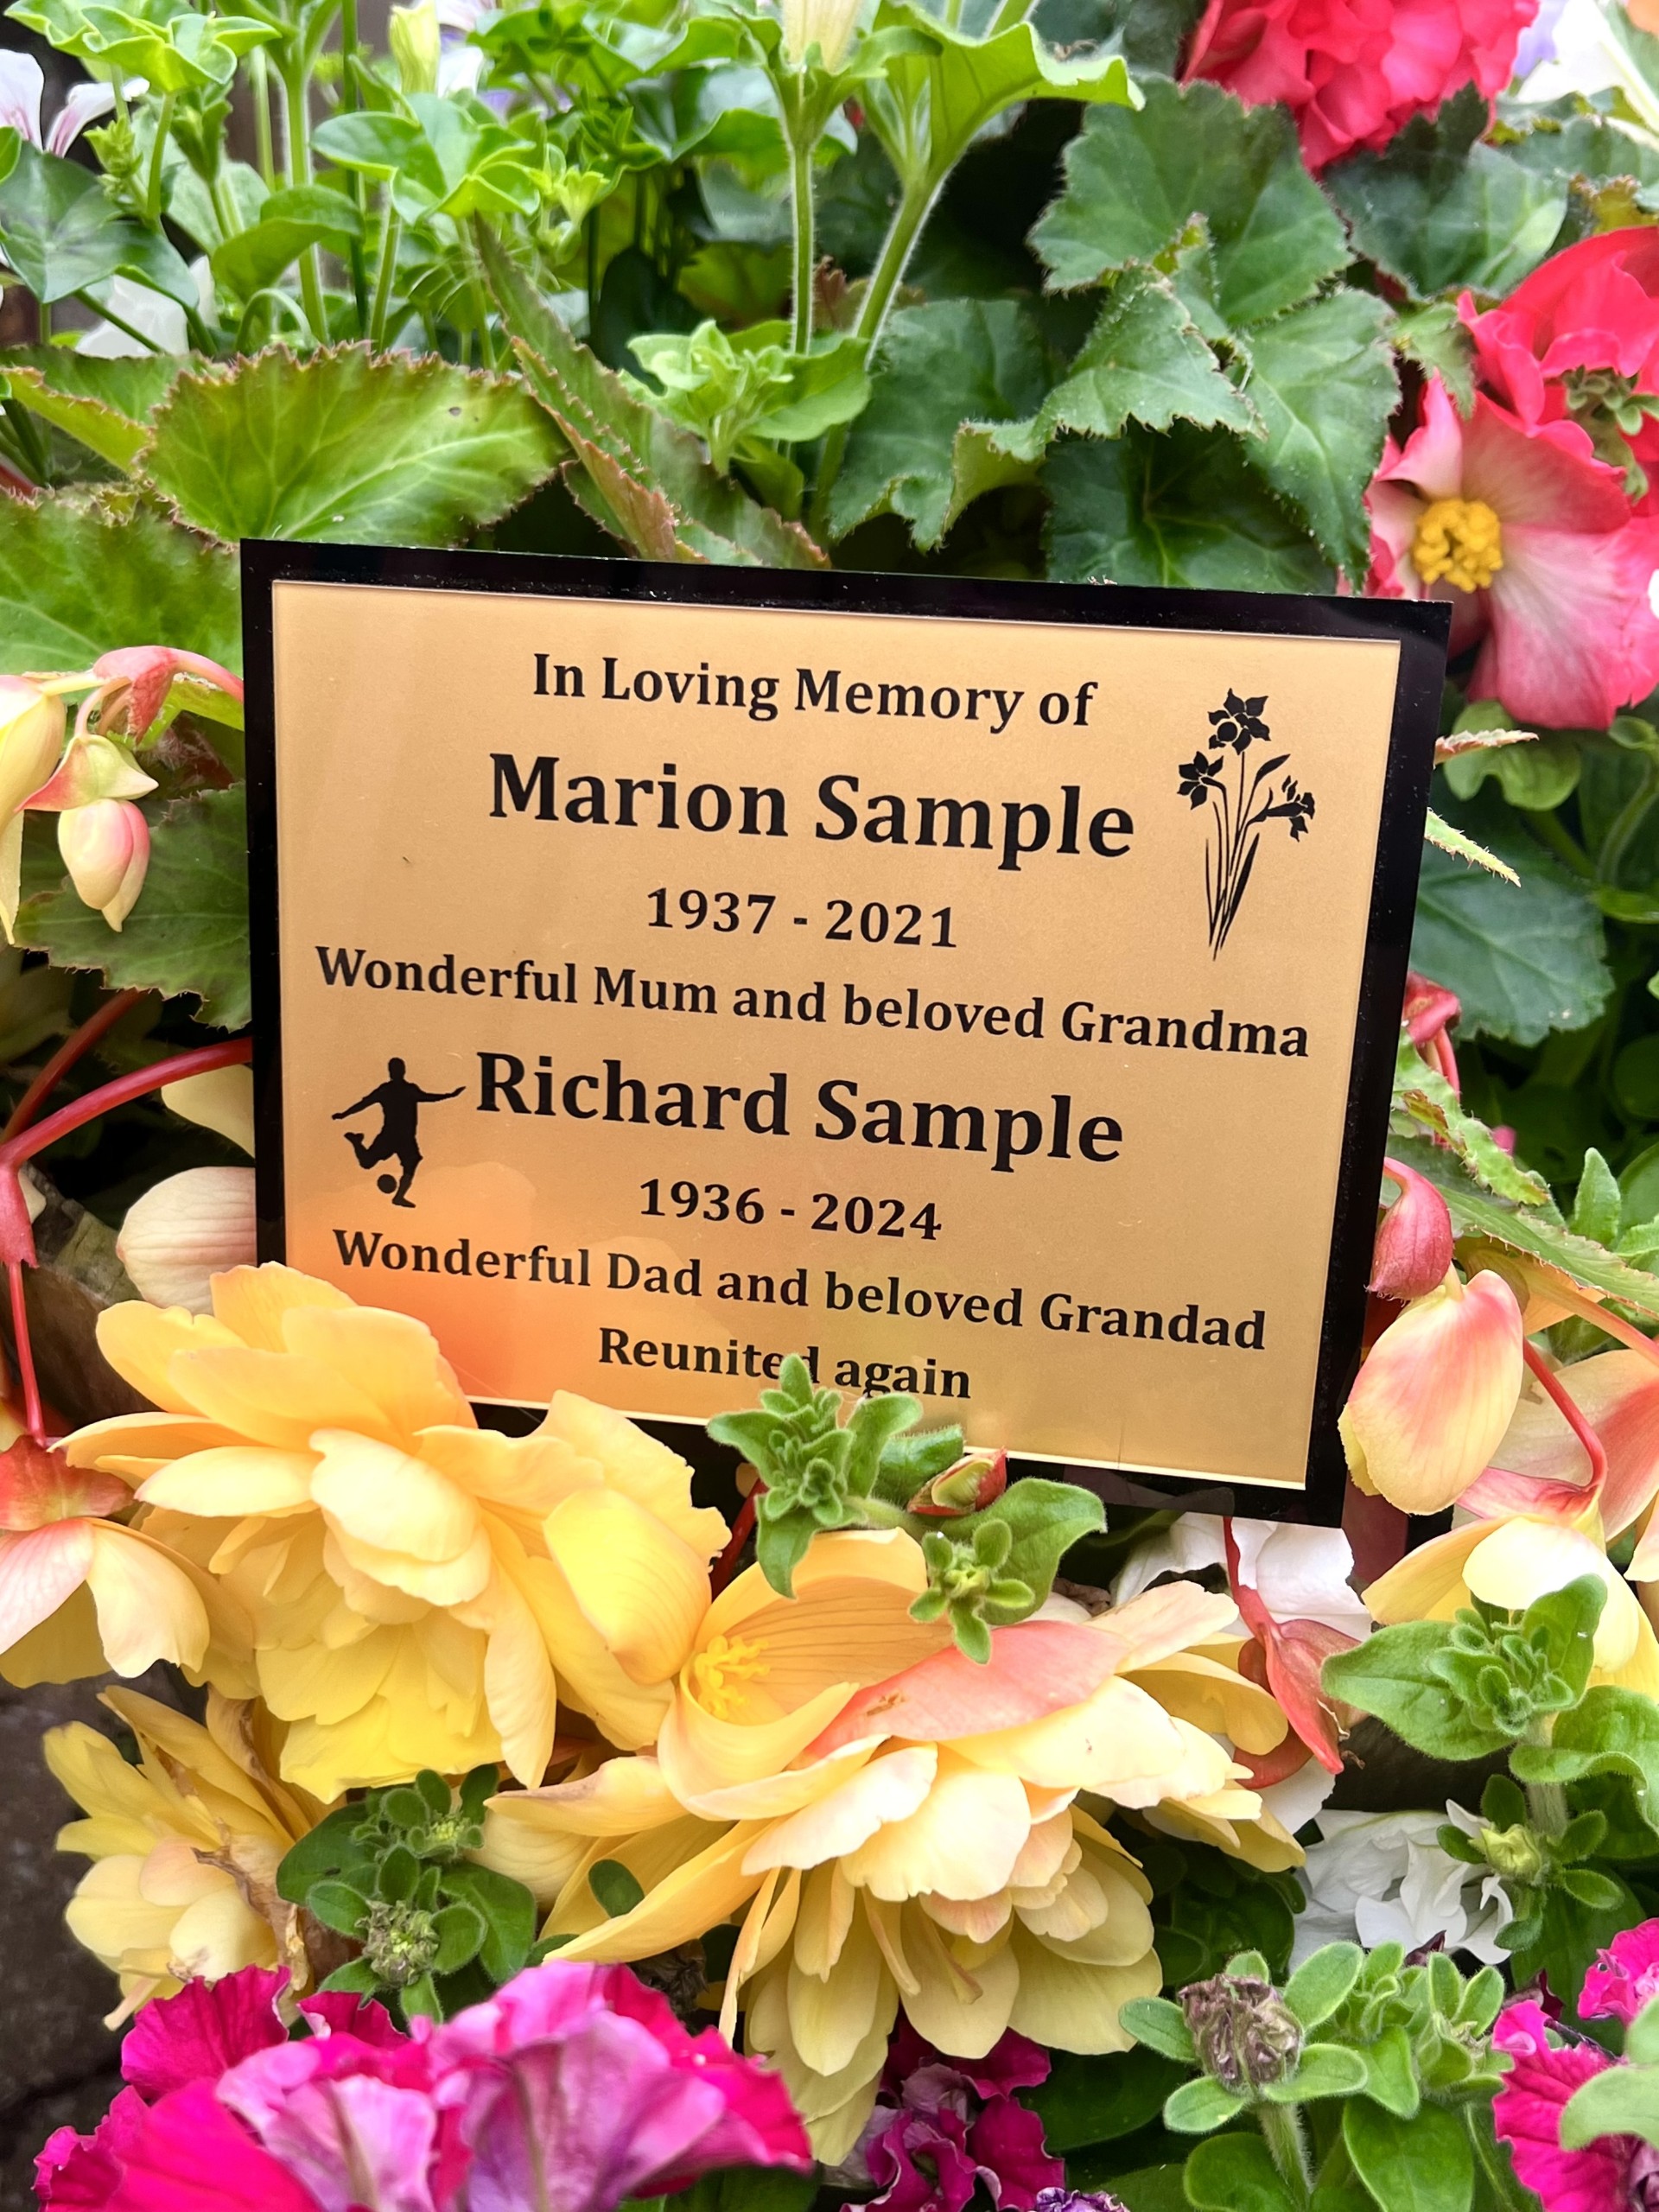 In Loving Memory of
Marion Sample
1937 - 2021
Wonderful Mum and beloved Grandma
Richard Sample
1936 - 2024
Wonderful Dad and beloved Grandad
Reunited again